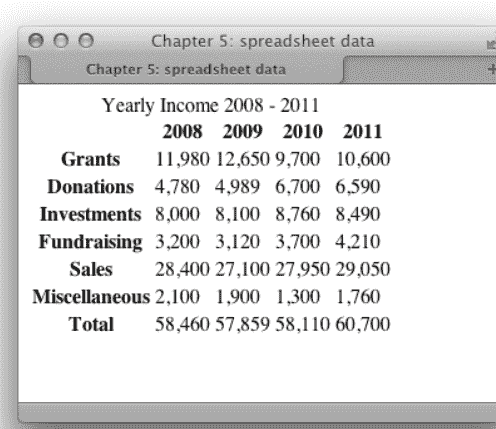 Chapter 5: spreadsheet data
Chapter 5: spreadsheet data
Yearly Income 2008 - 2011
2008 2009 2010 2011
Grants 11,980 12,650 9,700 10,600
Donations 4,780 4,989 6,700 6,590
Investments 8,000 8,100 8,760 8,490
Fundraising 3,200 3,120 3,700 4,210
Sales 28,400 27,100 27,950 29,050
Miscellaneous 2,100 1,900 1,300 1,760
Total 58,460 57,859 58,110 60,700